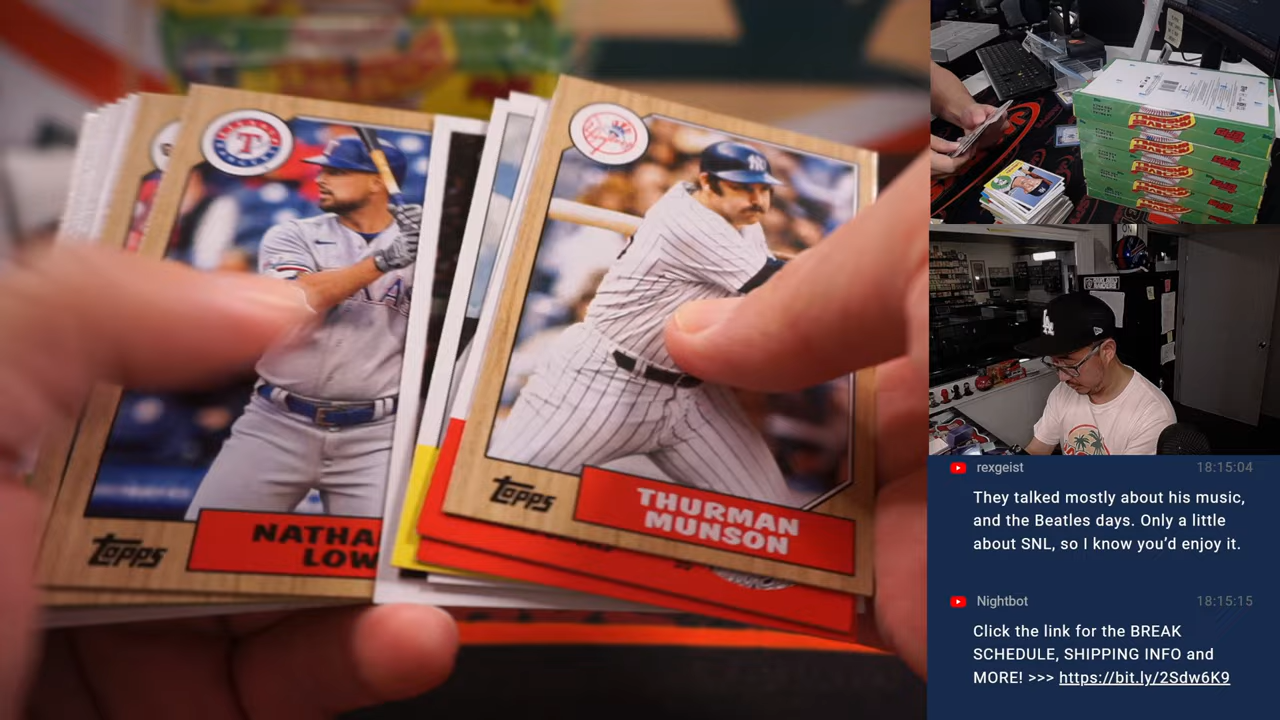 TEXAS
topps
NATHA
LOW
topps
THURMAN
MUNSON
LA
rexgeist
18:15:04
They talked mostly about his music,
and the Beatles days. Only a little
about SNL, so I know you’d enjoy it.
Nightbot
18:15:15
Click the link for the BREAK
SCHEDULE, SHIPPING INFO and
MORE! >>> https://bit.ly/2Sdw6K9